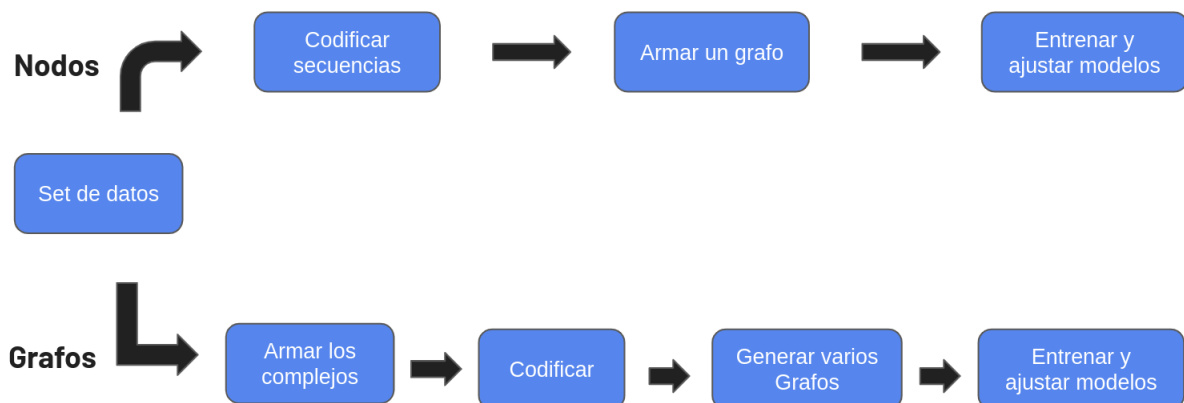 Nodos
Codificar
secuencias
Armar un grafo
Entrenar y
ajustar modelos
Set de datos
Grafos
Armar los
complejos
Codificar
Generar varios
Grafos
Entrenar y
ajustar modelos